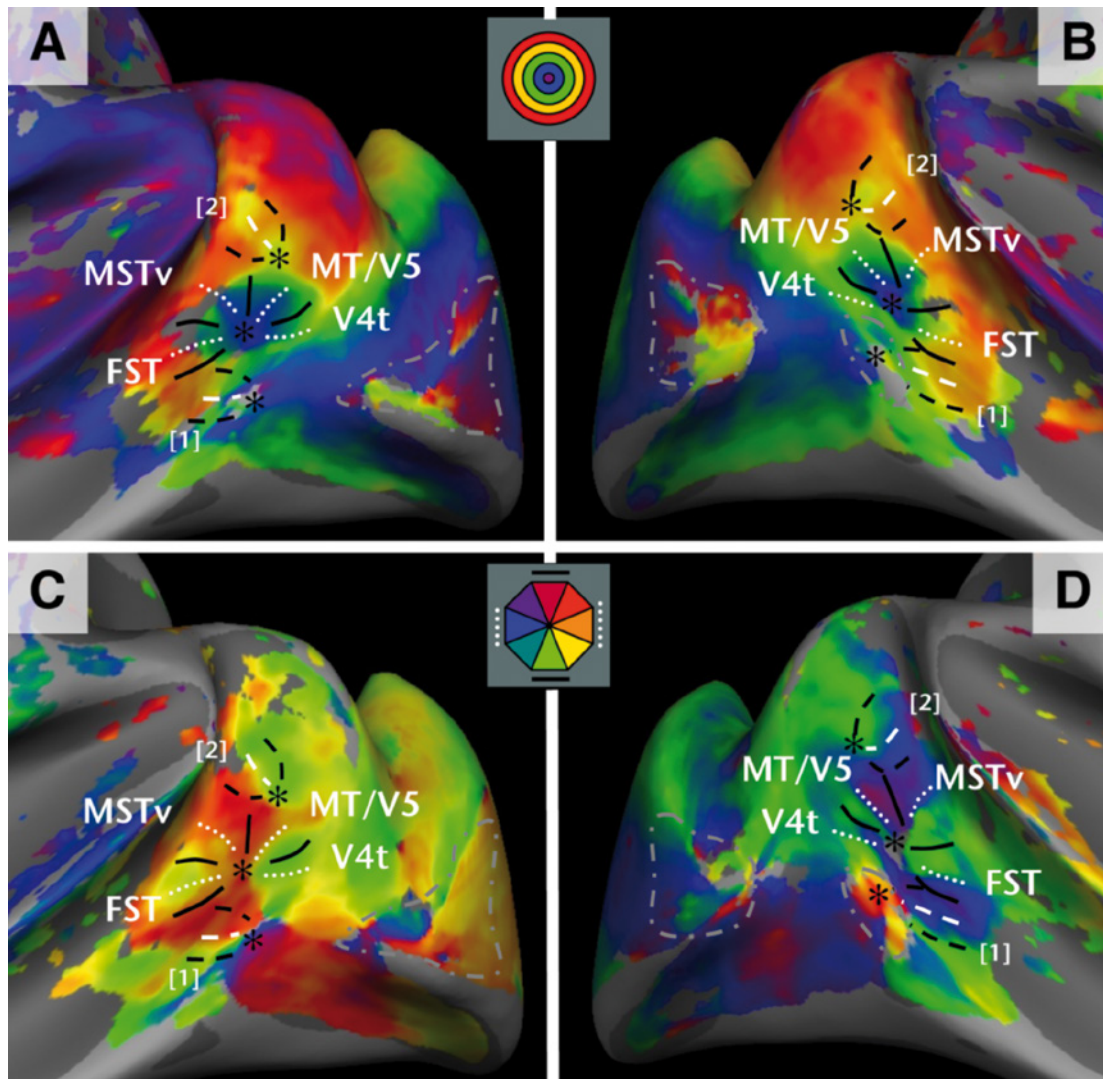 A
B
[2]
[2]
MSTv
MT/V5
MT/V5
MSTv
V4t
V4t
FST
FST
[1]
[1]
C
D
[2]
[2]
MSTv
MT/V5
MT/V5
MSTv
V4t
V4t
FST
FST
[1]
[1]